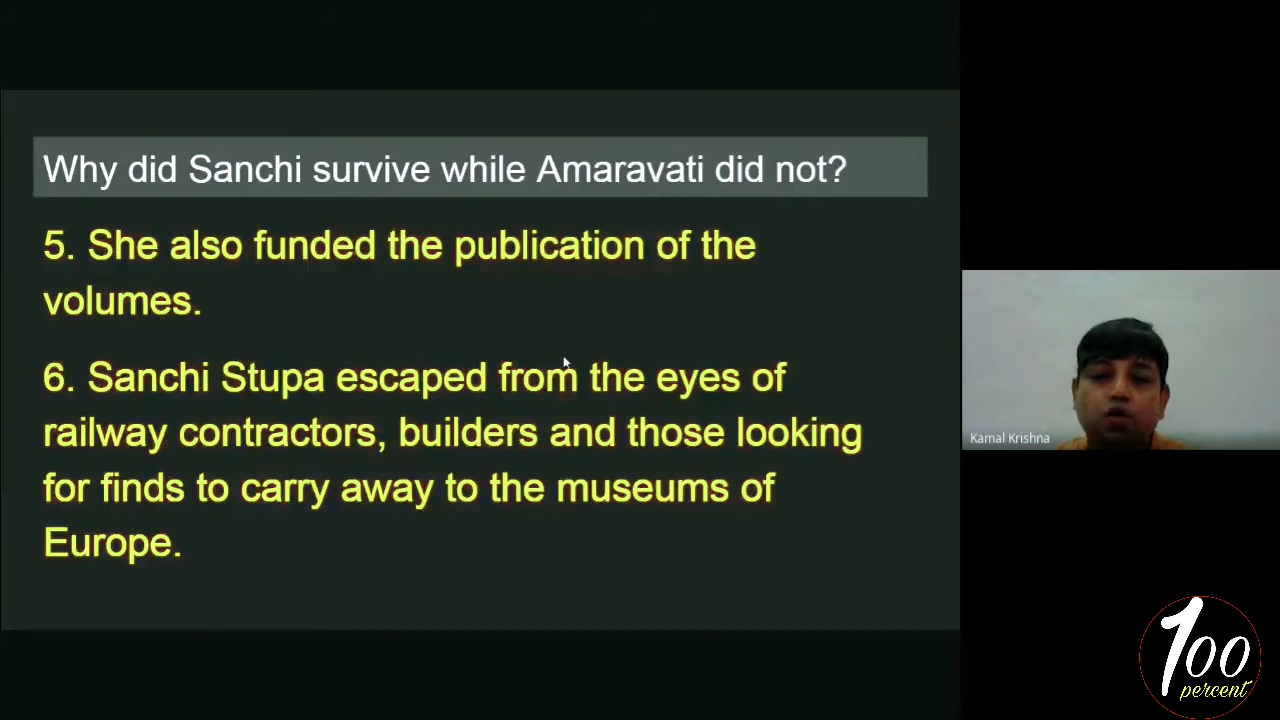 Why did Sanchi survive while Amaravati did not?
5. She also funded the publication of the
volumes.
6. Sanchi Stupa escaped from the eyes of
railway contractors, builders and those looking
for finds to carry away to the museums of
Europe.
Kamal Krishna
100
percent